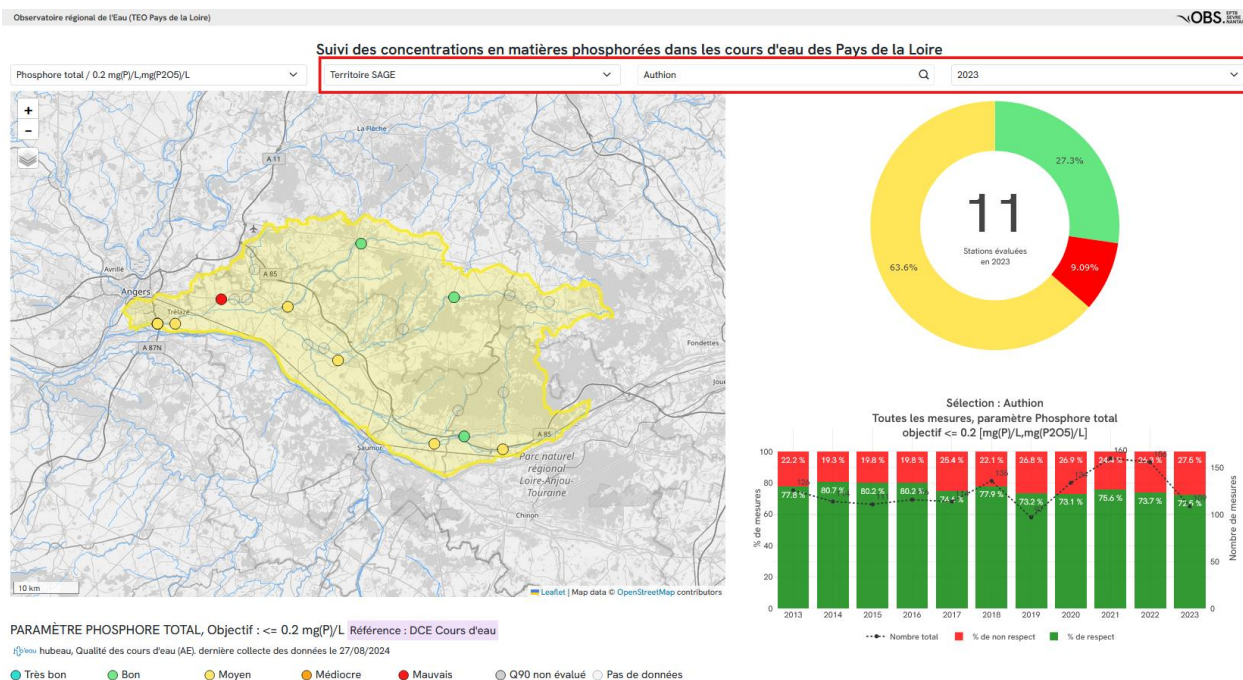 Observatoire régional de l'Eau (TEO Pays de la Loire)
OBS. EPTB SEVRE NANTAISE
Suivi des concentrations en matières phosphorées dans les cours d'eau des Pays de la Loire
Phosphore total / 0.2 mg(P)/L,mg(P2O5)/L
Territoire SAGE
Authion
2023
+
−
La Flèche
A 11
Avrillé
Angers
A 85
Trélazé
A 87N
Fondettes
Saumur
A 85
Parc naturel
régional
Loire-Anjou-
Touraine
Chinon
10 km
Leaflet | Map data © OpenStreetMap contributors
27.3%
63.6%
9.09%
11
Stations évaluées
en 2023
Sélection : Authion
Toutes les mesures, paramètre Phosphore total
objectif <= 0.2 [mg(P)/L,mg(P2O5)/L]
% de mesures
Nombre de mesures
100
80
60
40
20
0
150
100
50
0
22.2 %
19.3 %
19.8 %
19.8 %
25.4 %
22.1 %
26.8 %
26.9 %
27.5 %
77.8 %
80.7 %
80.2 %
80.2 %
77.9 %
73.2 %
73.1 %
75.6 %
73.7 %
126
136
160
2013 2014 2015 2016 2017 2018 2019 2020 2021 2022 2023
Nombre total
% de non respect
% de respect
PARAMÈTRE PHOSPHORE TOTAL, Objectif : <= 0.2 mg(P)/L Référence : DCE Cours d'eau
hubeau, Qualité des cours d'eau (AE). dernière collecte des données le 27/08/2024
Très bon
Bon
Moyen
Médiocre
Mauvais
Q90 non évalué
Pas de données